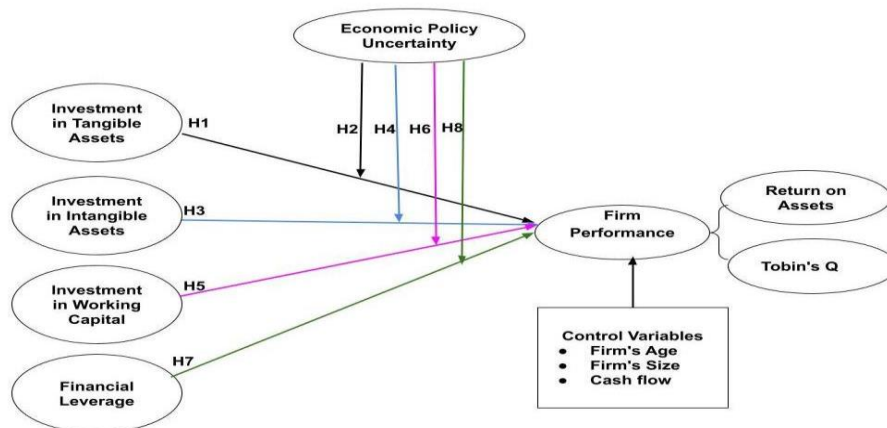 Economic Policy
Uncertainty
Investment
in Tangible
Assets
H1
H2
H4
H6
H8
Investment
in Intangible
Assets
H3
Firm
Performance
Return on
Assets
Tobin's Q
Investment
in Working
Capital
H5
Control Variables
● Firm's Age
● Firm's Size
● Cash flow
H7
Financial
Leverage